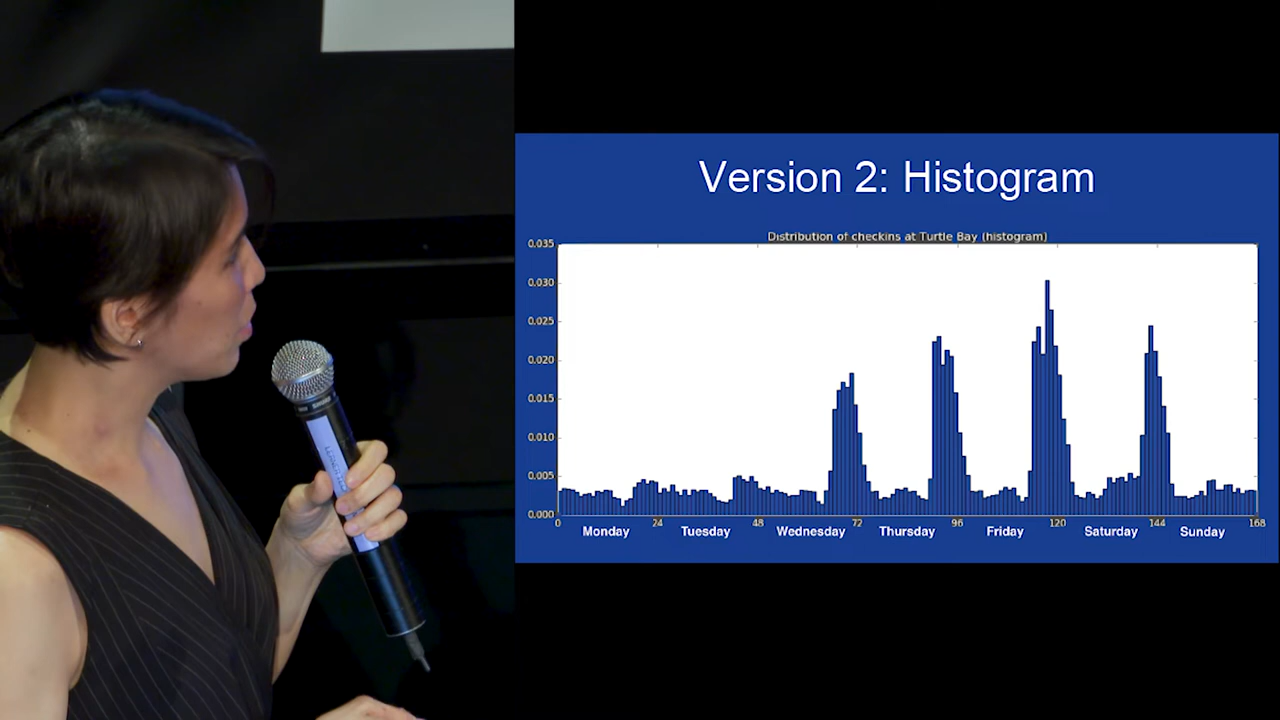 Version 2: Histogram
Distribution of checkins at Turtle Bay (histogram)
0.035
0.030
0.025
0.020
0.015
0.010
0.005
0.000
0 24 48 72 96 120 144 168
Monday Tuesday Wednesday Thursday Friday Saturday Sunday